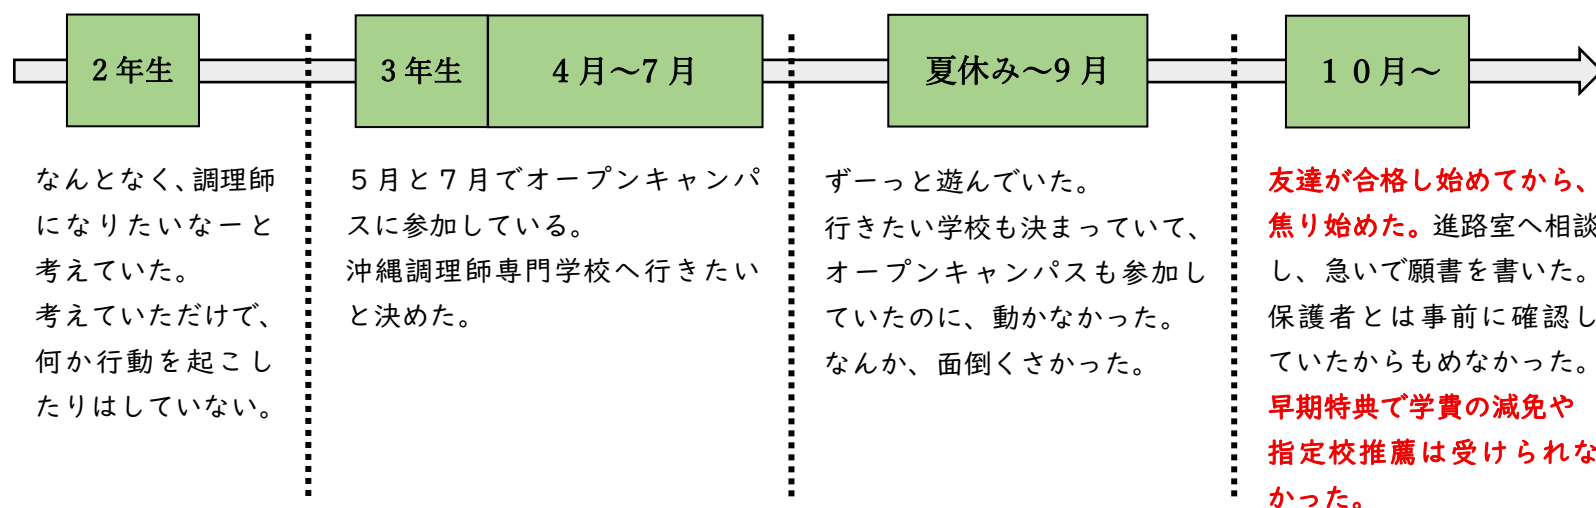 ２年生
３年生
４月～７月
夏休み～9月
１０月～
なんとなく、調理師
になりたいなーと
考えていた。
考えていただけで、
何か行動を起こし
たりはしていない。
５月と７月でオープンキャンパ
スに参加している。
沖縄調理師専門学校へ行きたい
と決めた。
ずーっと遊んでいた。
行きたい学校も決まっていて、
オープンキャンパスも参加し
ていたのに、動かなかった。
なんか、面倒くさかった。
友達が合格し始めてから、
焦り始めた。進路室へ相談
し、急いで願書を書いた。
保護者とは事前に確認し
ていたからもめなかった。
早期特典で学費の減免や
指定校推薦は受けられな
かった。